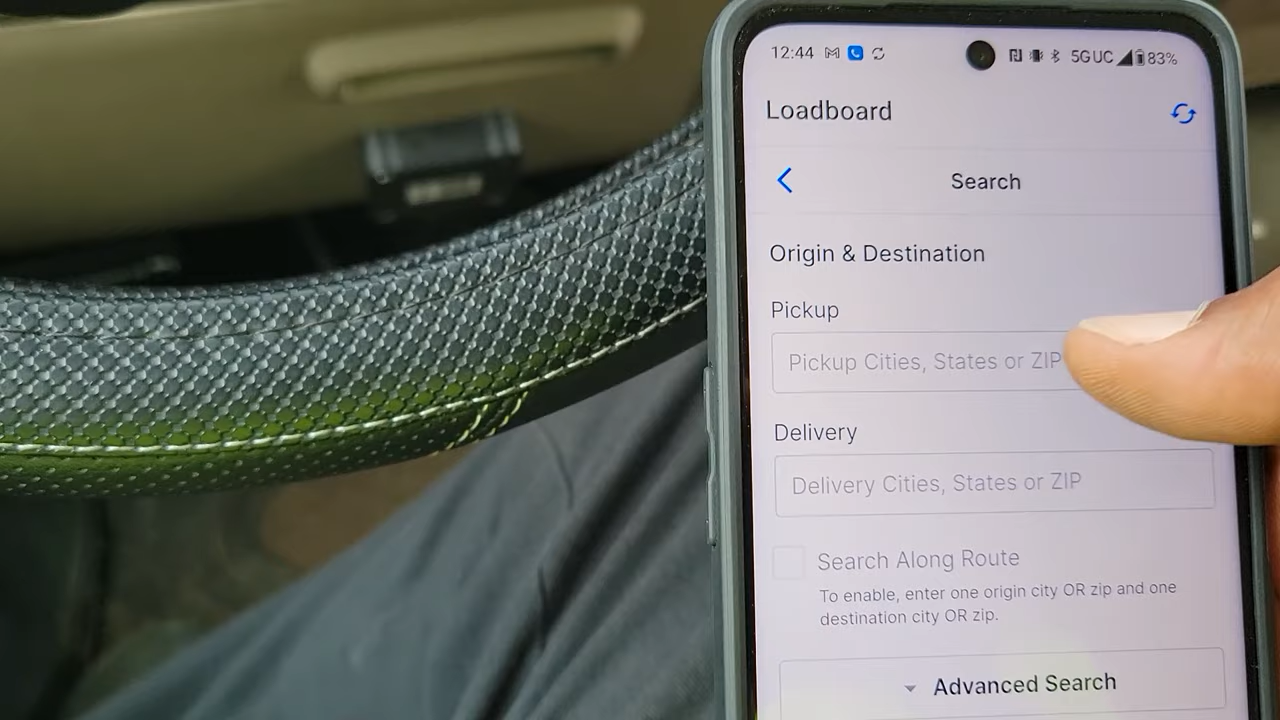 12:44 5GUC 83%
Loadboard
Search
Origin & Destination
Pickup
Pickup Cities, States or ZIP
Delivery
Delivery Cities, States or ZIP
Search Along Route
To enable, enter one origin city OR zip and one
destination city OR zip.
Advanced Search